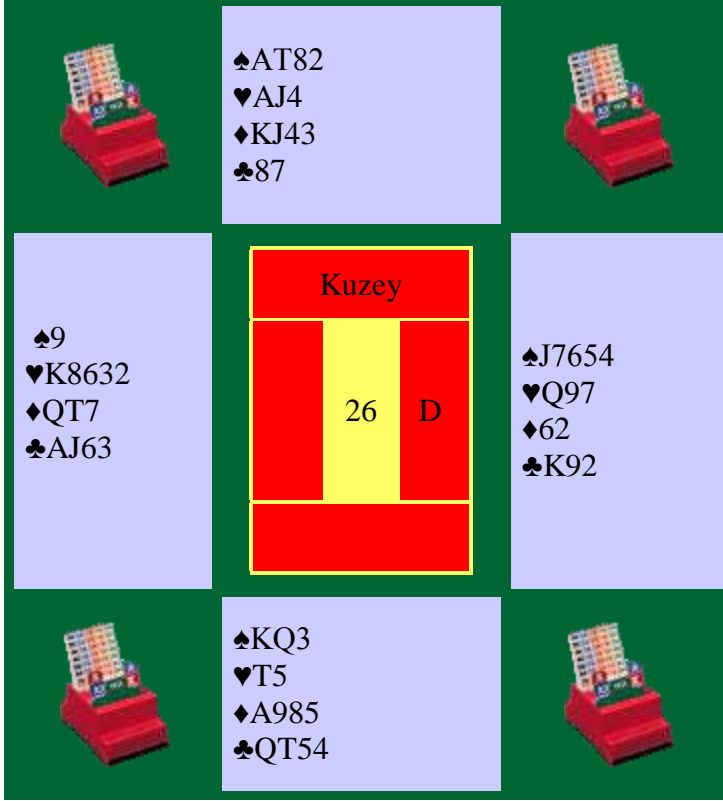 ♠AT82
♥AJ4
♦KJ43
♣87
Kuzey
♠9
♥K8632
♦QT7
♣AJ63
26 D
♠J7654
♥Q97
♦62
♣K92
♠KQ3
♥T5
♦A985
♣QT54